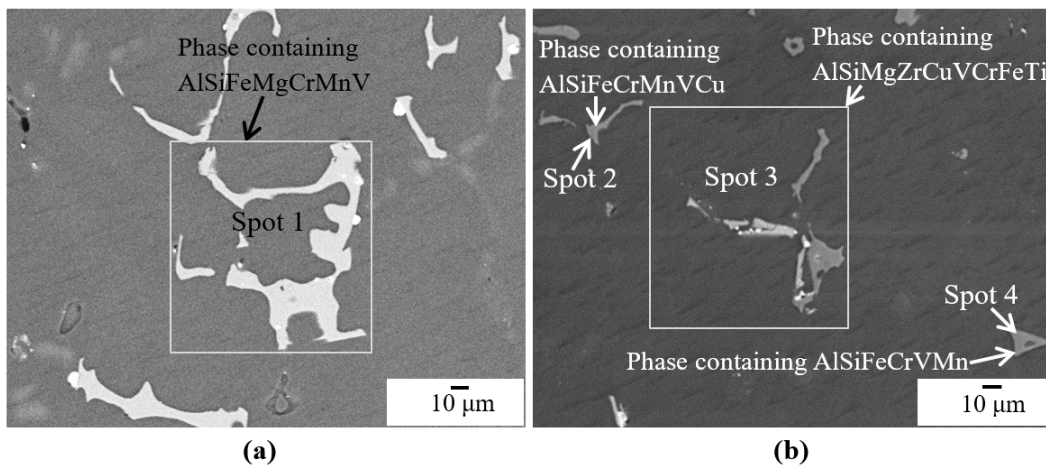 Phase containing
AlSiFeMgCrMnV
Spot 1
10 μm
(a)
Phase containing
AlSiFeCrMnVCu
Spot 2
Phase containing
AlSiMgZrCuVCrFeTi
Spot 3
Spot 4
Phase containing AlSiFeCrVMn
10 μm
(b)